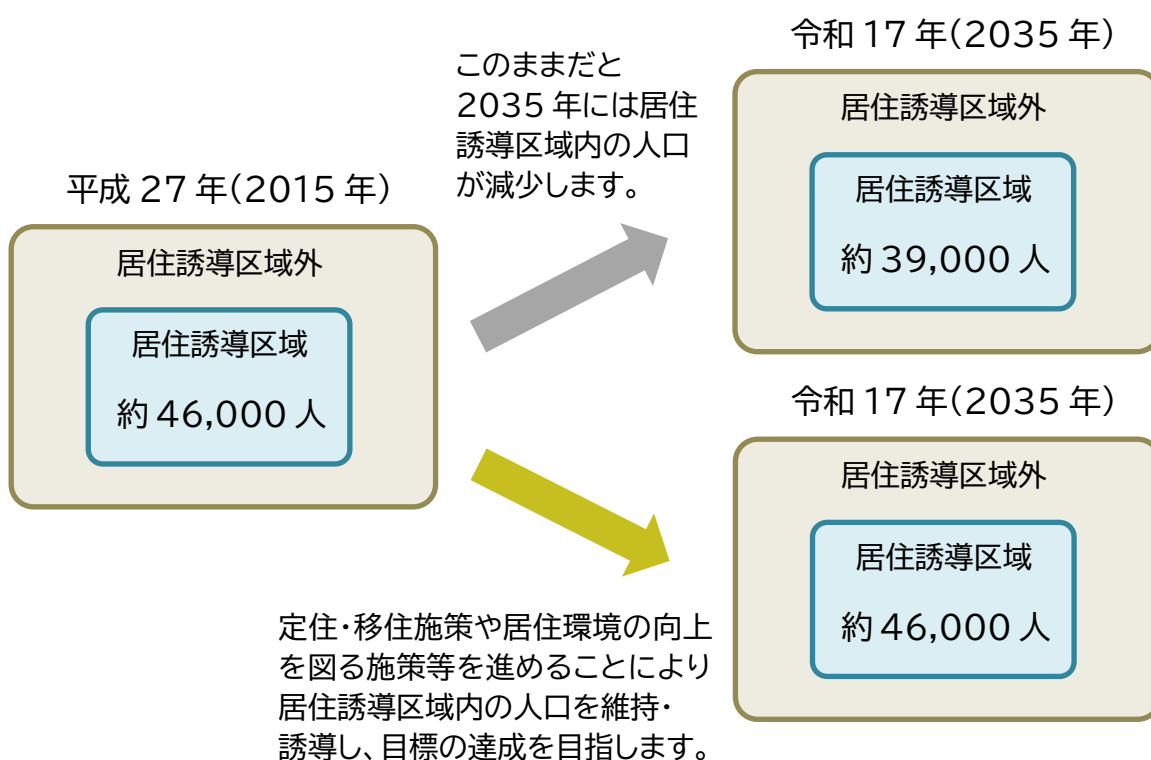 平成 27 年(2015 年)
居住誘導区域外
居住誘導区域
約 46,000 人
このままだと
2035 年には居住
誘導区域内の人口
が減少します。
令和 17 年(2035 年)
居住誘導区域外
居住誘導区域
約 39,000 人
定住・移住施策や居住環境の向上
を図る施策等を進めることにより
居住誘導区域内の人口を維持・
誘導し、目標の達成を目指します。
令和 17 年(2035 年)
居住誘導区域外
居住誘導区域
約 46,000 人